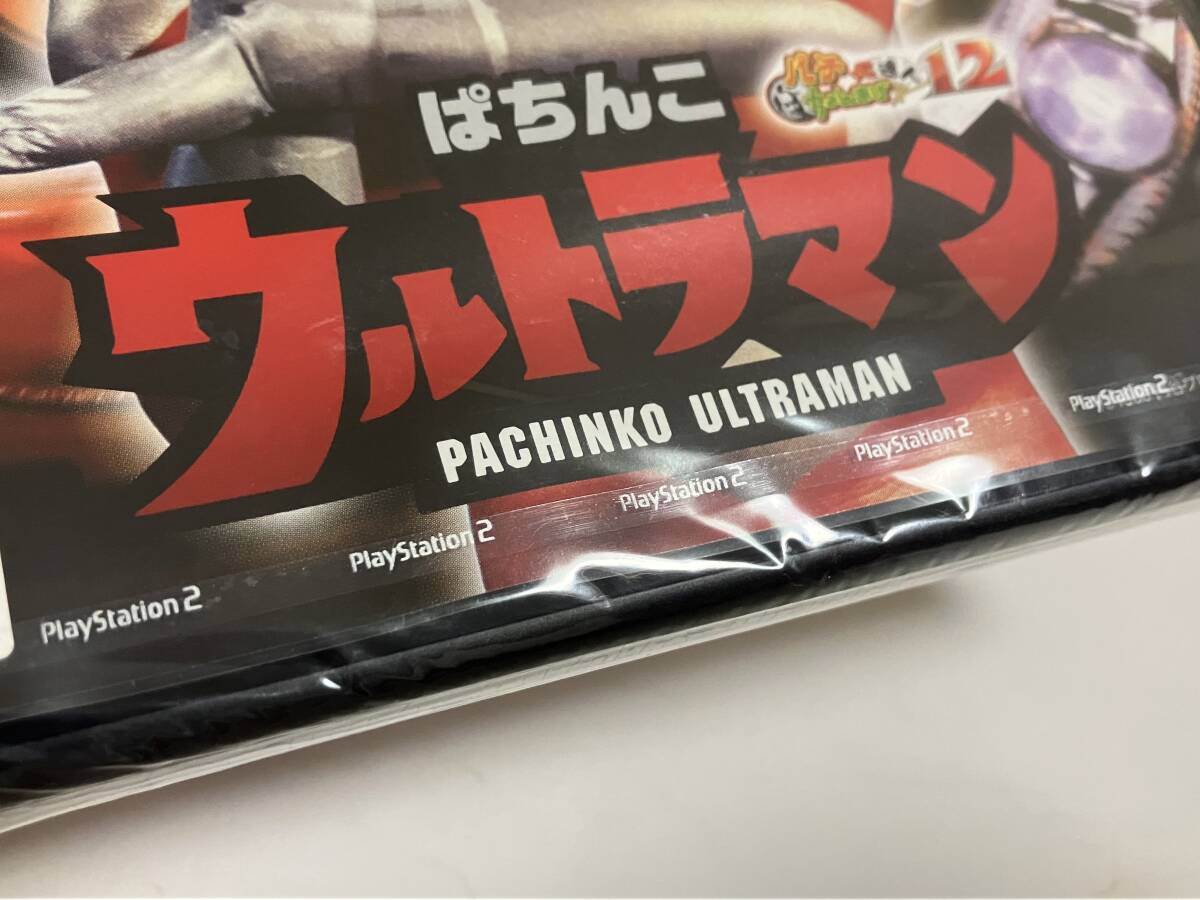 ぱちんこ
12
ウルトラマン
PACHINKO ULTRAMAN
PlayStation 2
PlayStation 2
PlayStation 2
PlayStation 2
PlayStation 2